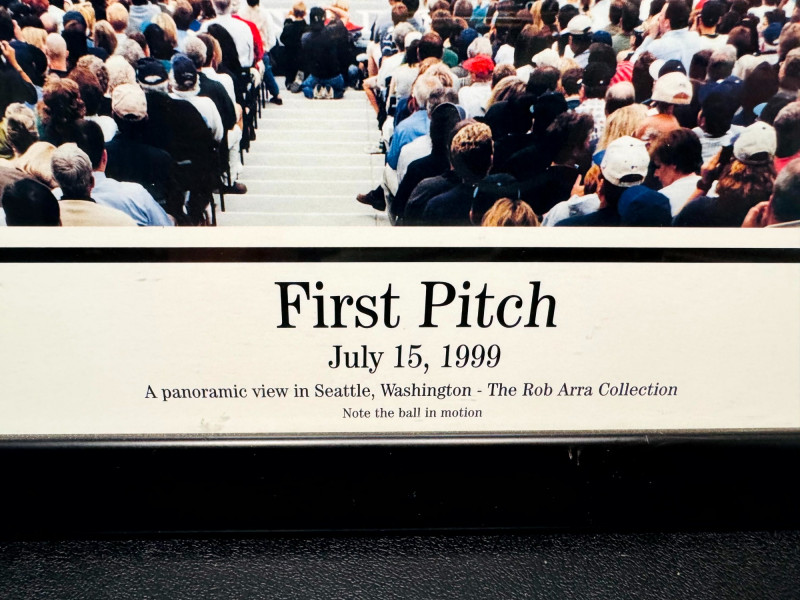 First Pitch
July 15, 1999
A panoramic view in Seattle, Washington - The Rob Arra Collection
Note the ball in motion